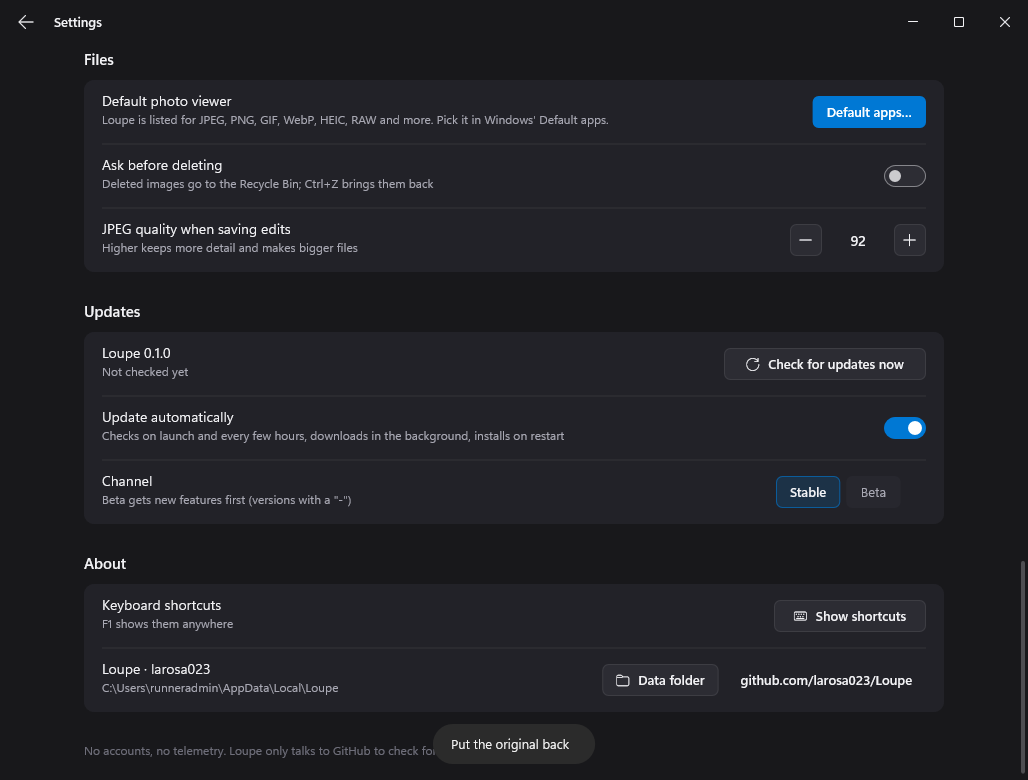 Settings
Files
Default photo viewer
Loupe is listed for JPEG, PNG, GIF, WebP, HEIC, RAW and more. Pick it in Windows' Default apps.
Default apps...
Ask before deleting
Deleted images go to the Recycle Bin; Ctrl+Z brings them back
JPEG quality when saving edits
Higher keeps more detail and makes bigger files
92
Updates
Loupe 0.1.0
Not checked yet
Check for updates now
Update automatically
Checks on launch and every few hours, downloads in the background, installs on restart
Channel
Beta gets new features first (versions with a "-")
Stable
Beta
About
Keyboard shortcuts
F1 shows them anywhere
Show shortcuts
Loupe · larosa023
C:\Users\runneradmin\AppData\Local\Loupe
Data folder
github.com/larosa023/Loupe
No accounts, no telemetry. Loupe only talks to GitHub to check
Put the original back